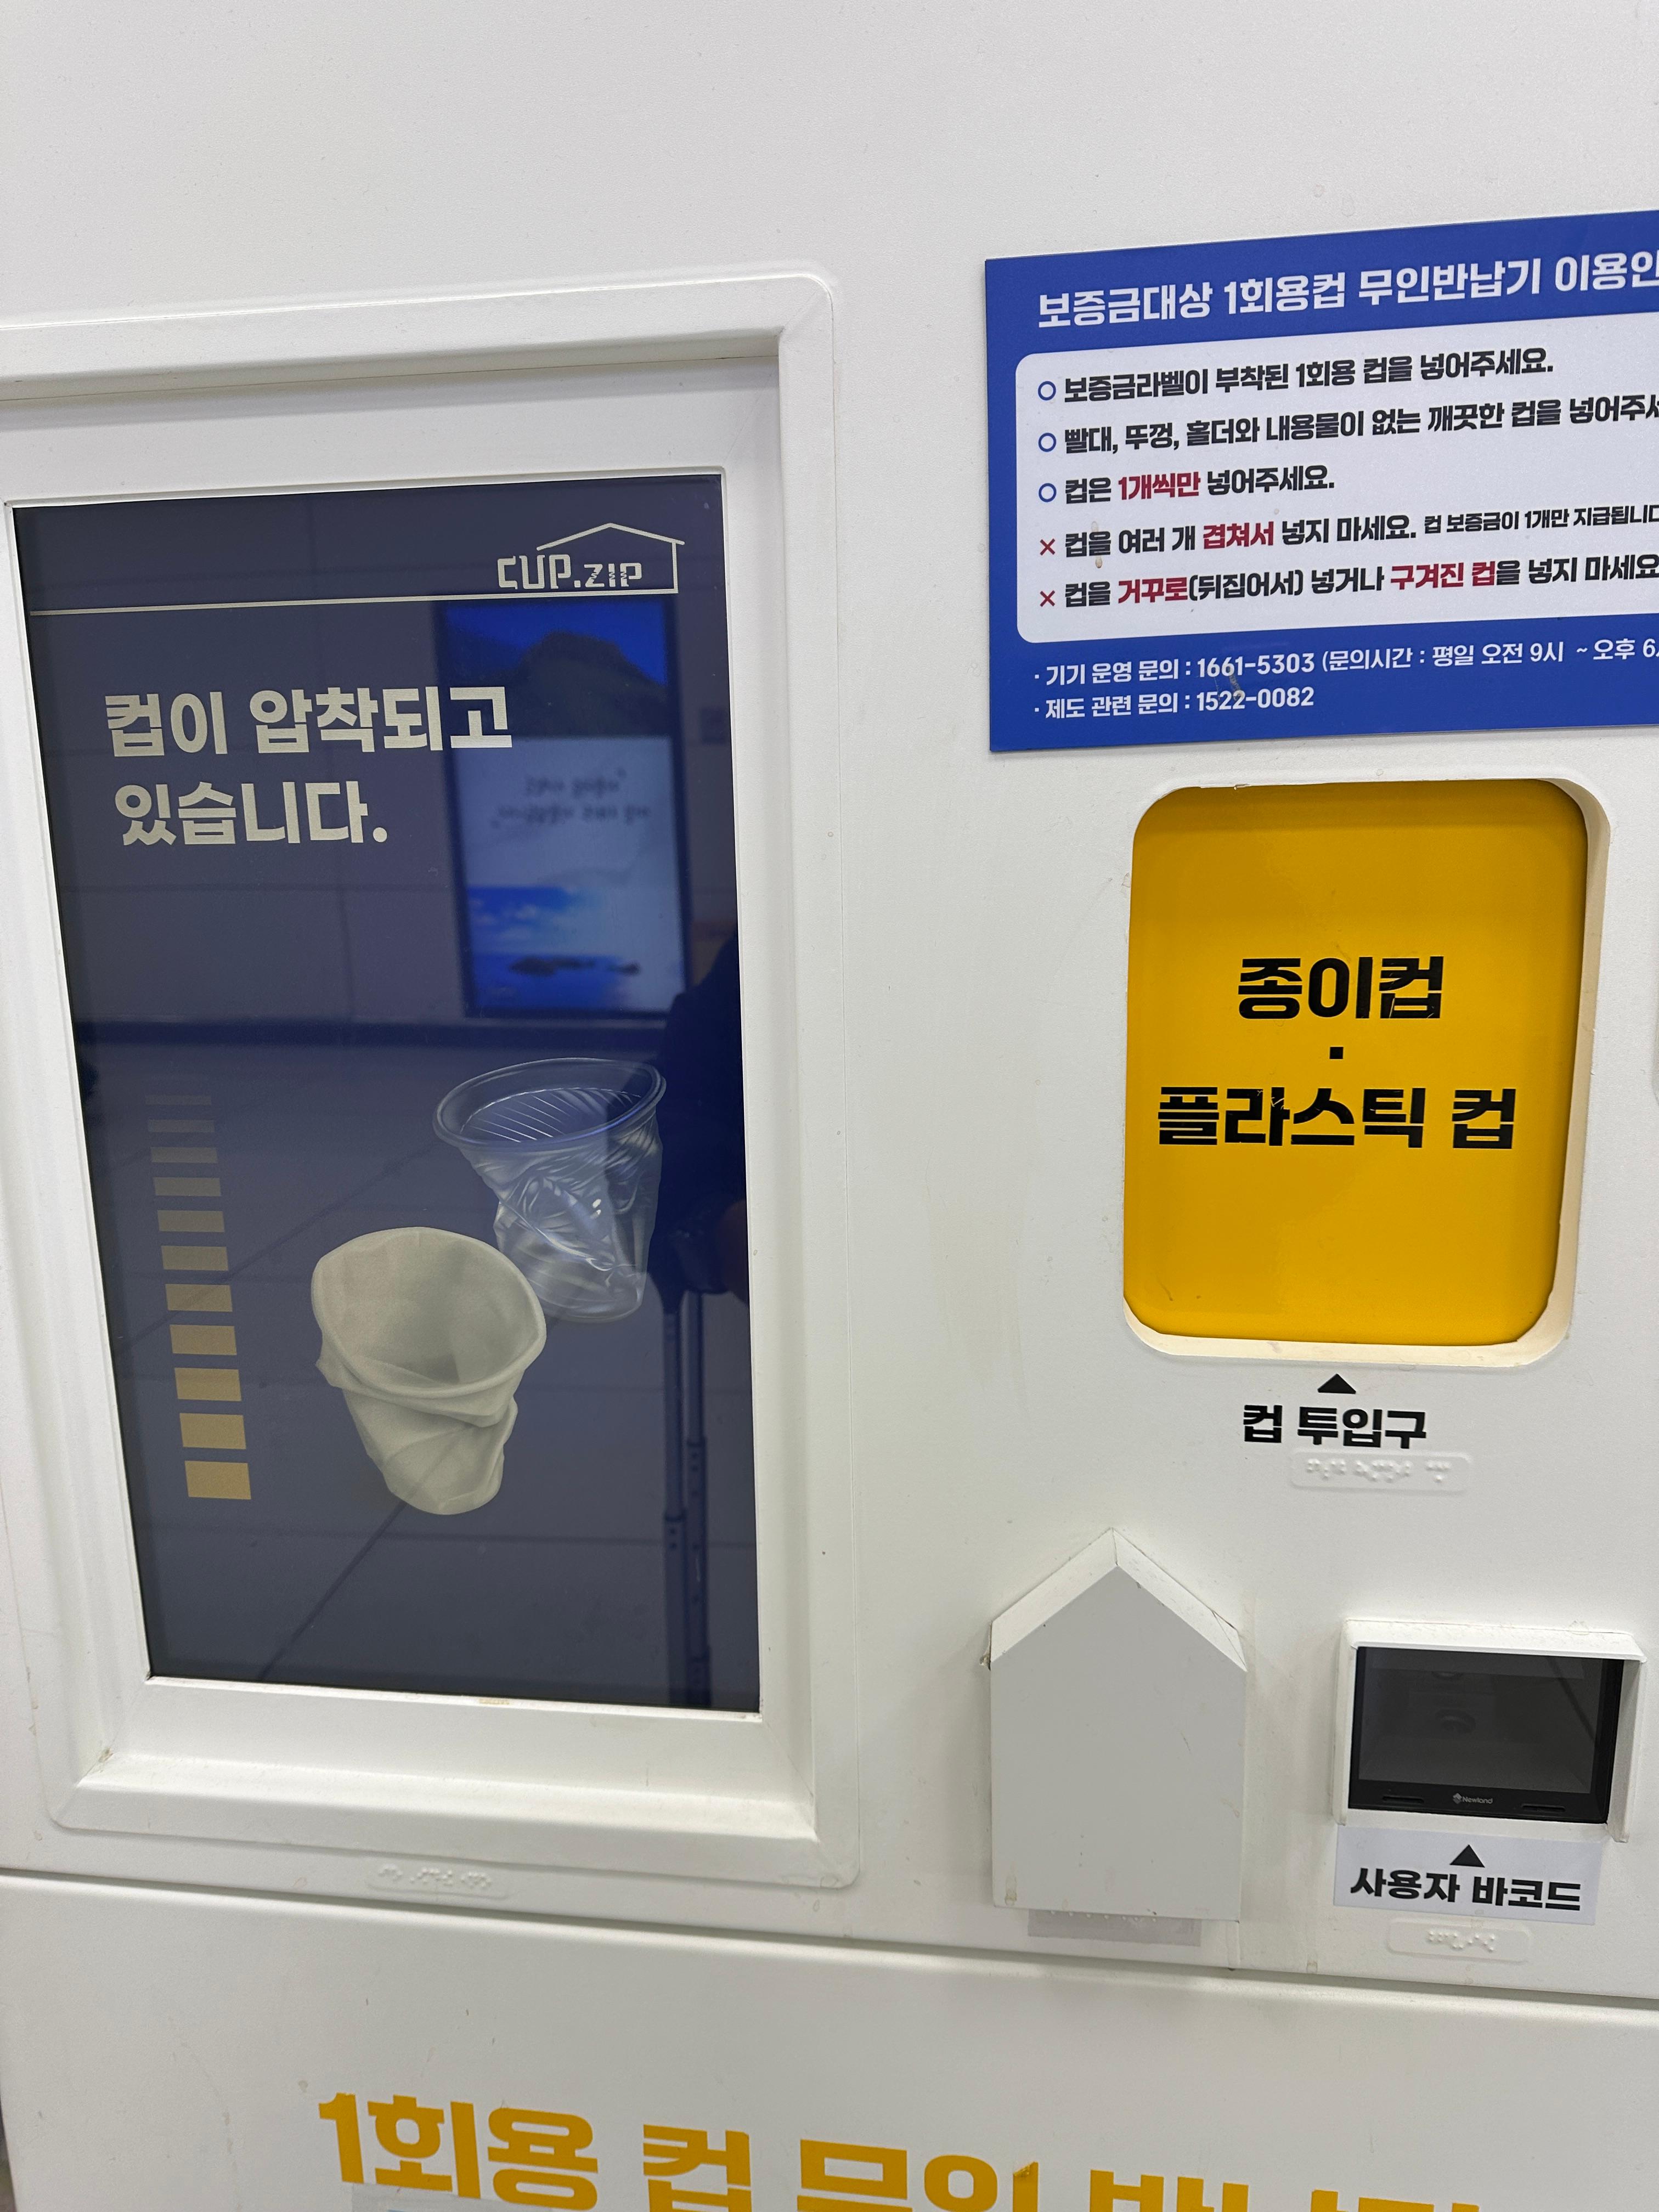 보증금대상 1회용컵 무인반납기 이용안
○ 보증금라벨이 부착된 1회용 컵을 넣어주세요.
○ 빨대, 뚜껑, 홀더와 내용물이 없는 깨끗한 컵을 넣어주세
○ 컵은 1개씩만 넣어주세요.
× 컵을 여러 개 겹쳐서 넣지 마세요. 컵 보증금이 1개만 지급됩니다
× 컵을 거꾸로(뒤집어서) 넣거나 구겨진 컵을 넣지 마세요
· 기기 운영 문의 : 1661-5303 (문의시간 : 평일 오전 9시 ~ 오후 6
· 제도 관련 문의 : 1522-0082
CUP.ZIP
컵이 압착되고
있습니다.
종이컵
·
플라스틱 컵
컵 투입구
Newland
사용자 바코드
1회용 컵 무인